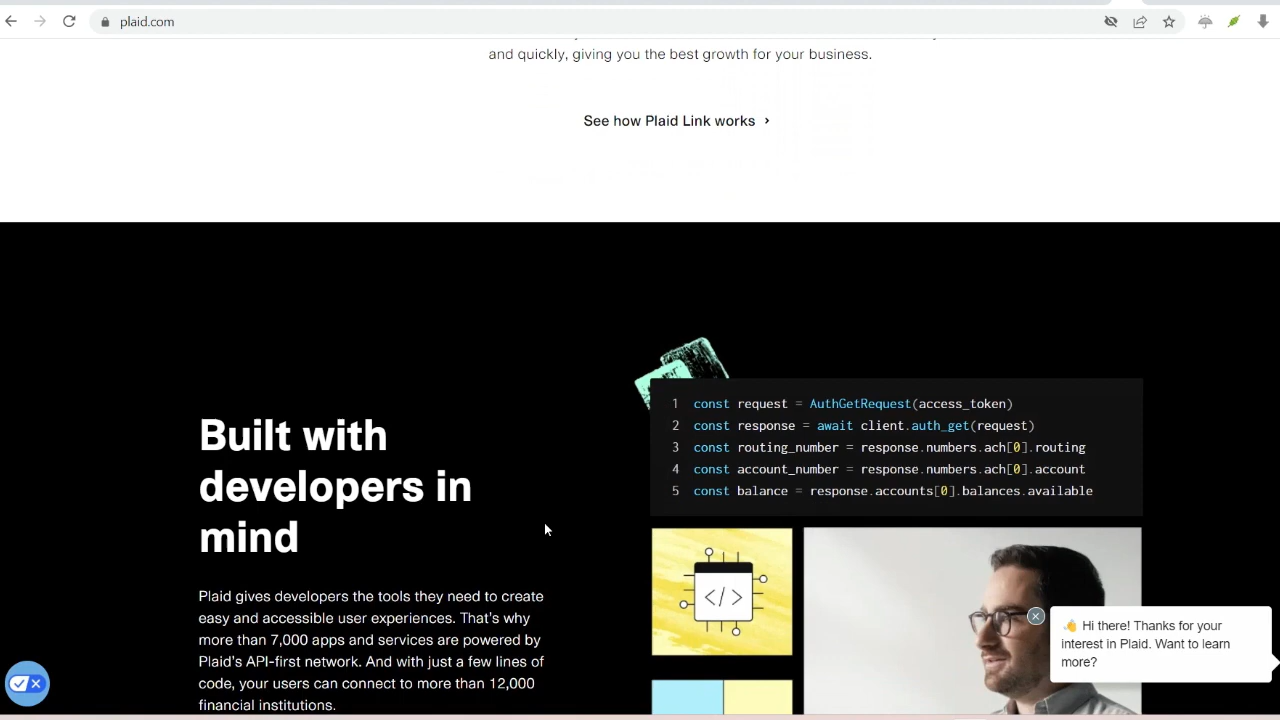 plaid.com
and quickly, giving you the best growth for your business.
See how Plaid Link works
Built with
developers in
mind
Plaid gives developers the tools they need to create
easy and accessible user experiences. That's why
more than 7,000 apps and services are powered by
Plaid's API-first network. And with just a few lines of
code, your users can connect to more than 12,000
financial institutions.
1 const request = AuthGetRequest(access_token)
2 const response = await client.auth_get(request)
3 const routing_number = response.numbers.ach[0].routing
4 const account_number = response.numbers.ach[0].account
5 const balance = response.accounts[0].balances.available
</>
👋 Hi there! Thanks for your
interest in Plaid. Want to learn
more?